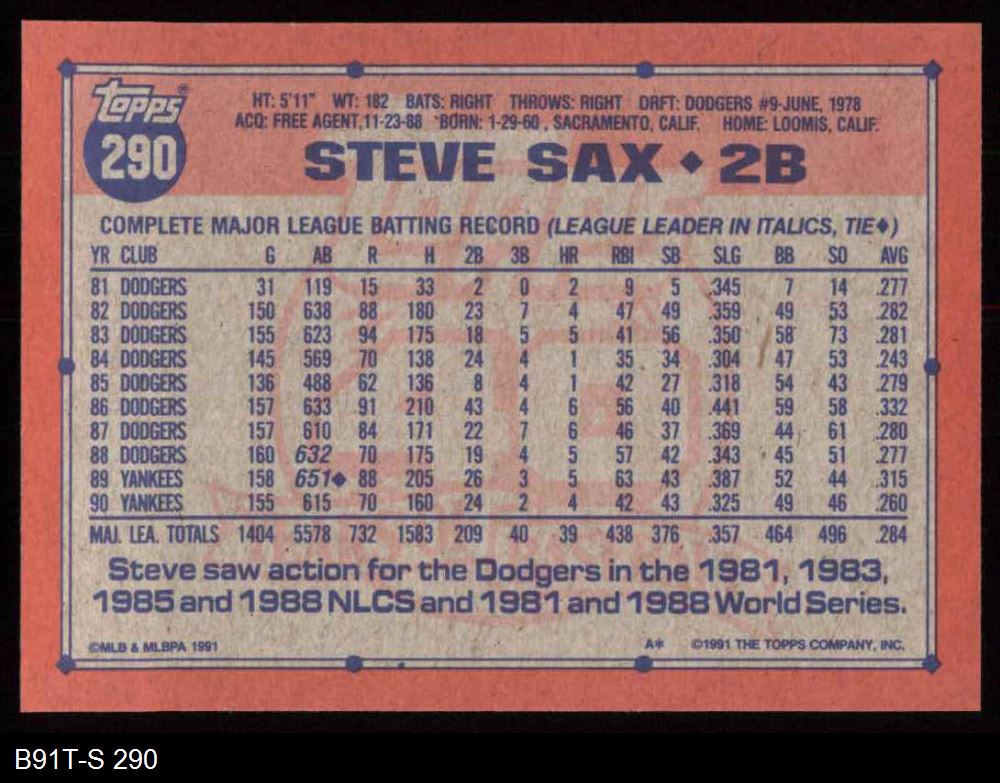 topps®
290
HT: 5'11" WT: 182 BATS: RIGHT THROWS: RIGHT DRFT: DODGERS #9-JUNE, 1978
ACQ: FREE AGENT, 11-23-88 BORN: 1-29-60, SACRAMENTO, CALIF. HOME: LOOMIS, CALIF.
STEVE SAX ♦ 2B
COMPLETE MAJOR LEAGUE BATTING RECORD (LEAGUE LEADER IN ITALICS, TIE♦)
YR CLUB G AB R H 2B 3B HR RBI SB SLG BB SO AVG
81 DODGERS 31 119 15 33 2 0 2 9 5 .345 7 14 .277
82 DODGERS 150 638 88 180 23 7 4 47 49 .359 49 53 .282
83 DODGERS 155 623 94 175 18 5 5 41 56 .350 58 73 .281
84 DODGERS 145 569 70 138 24 4 1 35 34 .304 47 53 .243
85 DODGERS 136 488 62 136 8 4 1 42 27 .318 54 43 .279
86 DODGERS 157 633 91 210 43 4 6 56 40 .441 59 58 .332
87 DODGERS 157 610 84 171 22 7 6 46 37 .369 44 61 .280
88 DODGERS 160 632 70 175 19 4 5 57 42 .343 45 51 .277
89 YANKEES 158 651♦ 88 205 26 3 5 63 43 .387 52 44 .315
90 YANKEES 155 615 70 160 24 2 4 42 43 .325 49 46 .260
MAJ. LEA. TOTALS 1404 5578 732 1583 209 40 39 438 376 .357 464 496 .284
Steve saw action for the Dodgers in the 1981, 1983,
1985 and 1988 NLCS and 1981 and 1988 World Series.
©MLB & MLBPA 1991 A* ©1991 THE TOPPS COMPANY, INC.
B91T-S 290